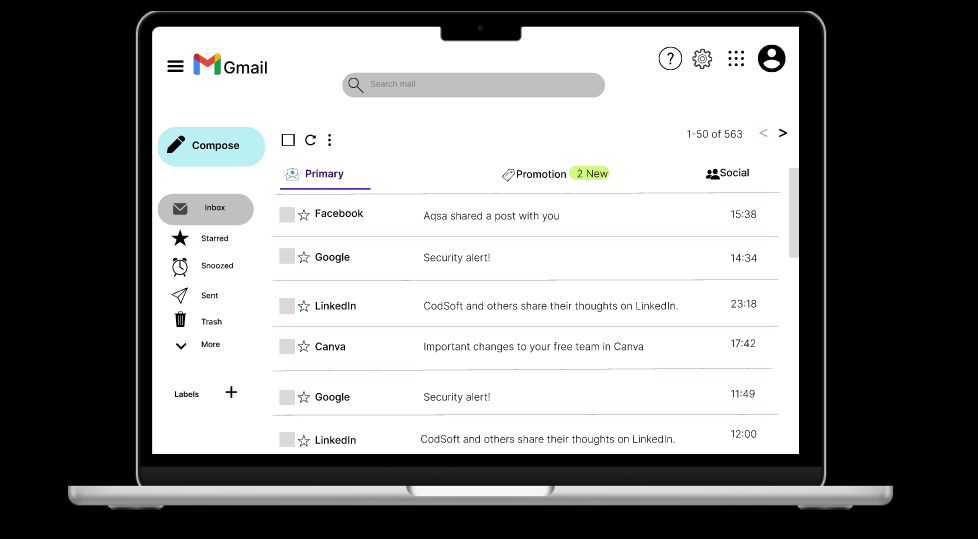 Gmail
?
Search mail
Compose
1-50 of 563 < >
Primary
Promotion 2 New
Social
Inbox
Starred
Snoozed
Sent
Trash
More
Labels +
Facebook Aqsa shared a post with you 15:38
Google Security alert! 14:34
LinkedIn CodSoft and others share their thoughts on LinkedIn. 23:18
Canva Important changes to your free team in Canva 17:42
Google Security alert! 11:49
LinkedIn CodSoft and others share their thoughts on LinkedIn. 12:00